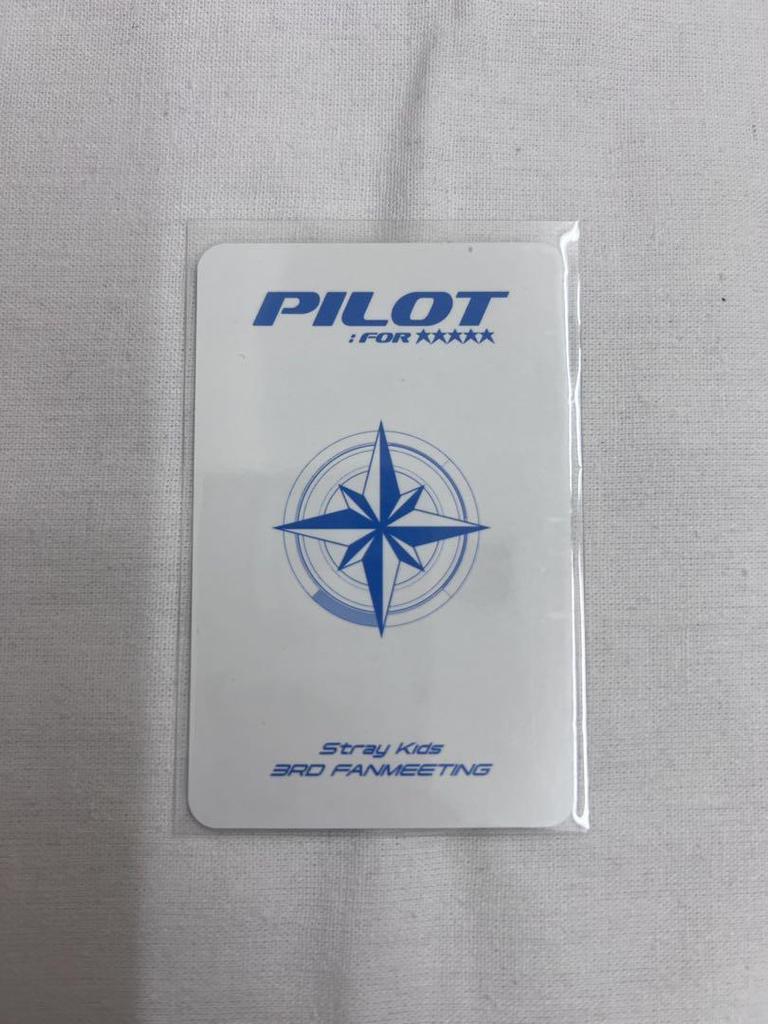 PILOT
: FOR ★★★★★
Stray Kids
3RD FANMEETING